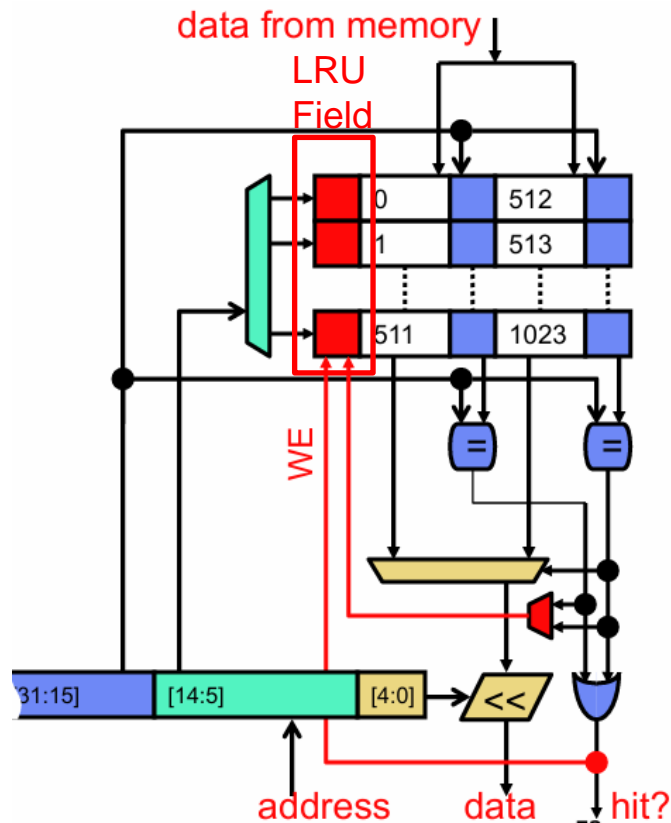 data from memory
LRU
Field
0 512
1 513
511 1023
= =
WE
31:15] [14:5] [4:0] <<
address data hit?